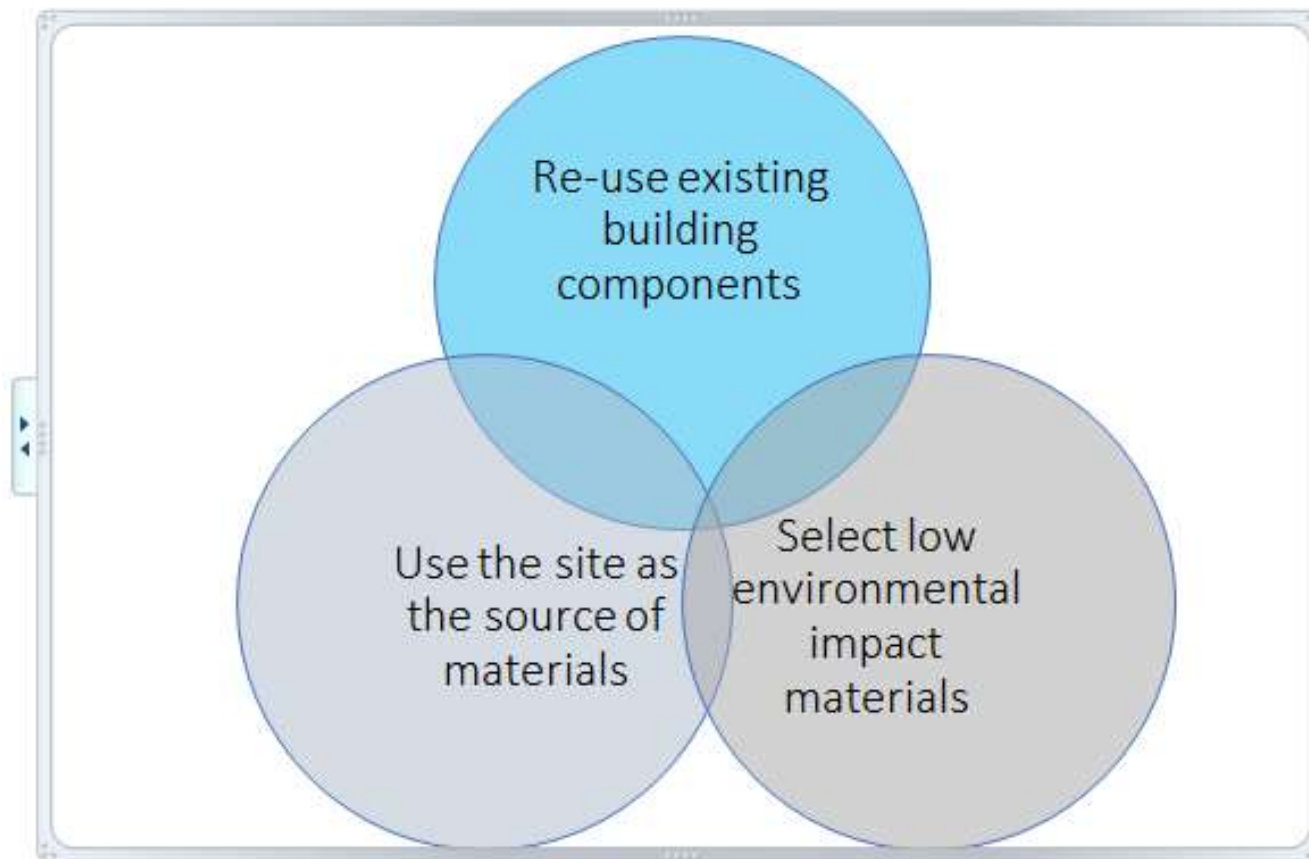 Re-use existing
building
components
Use the site as
the source of
materials
Select low
environmental
impact
materials